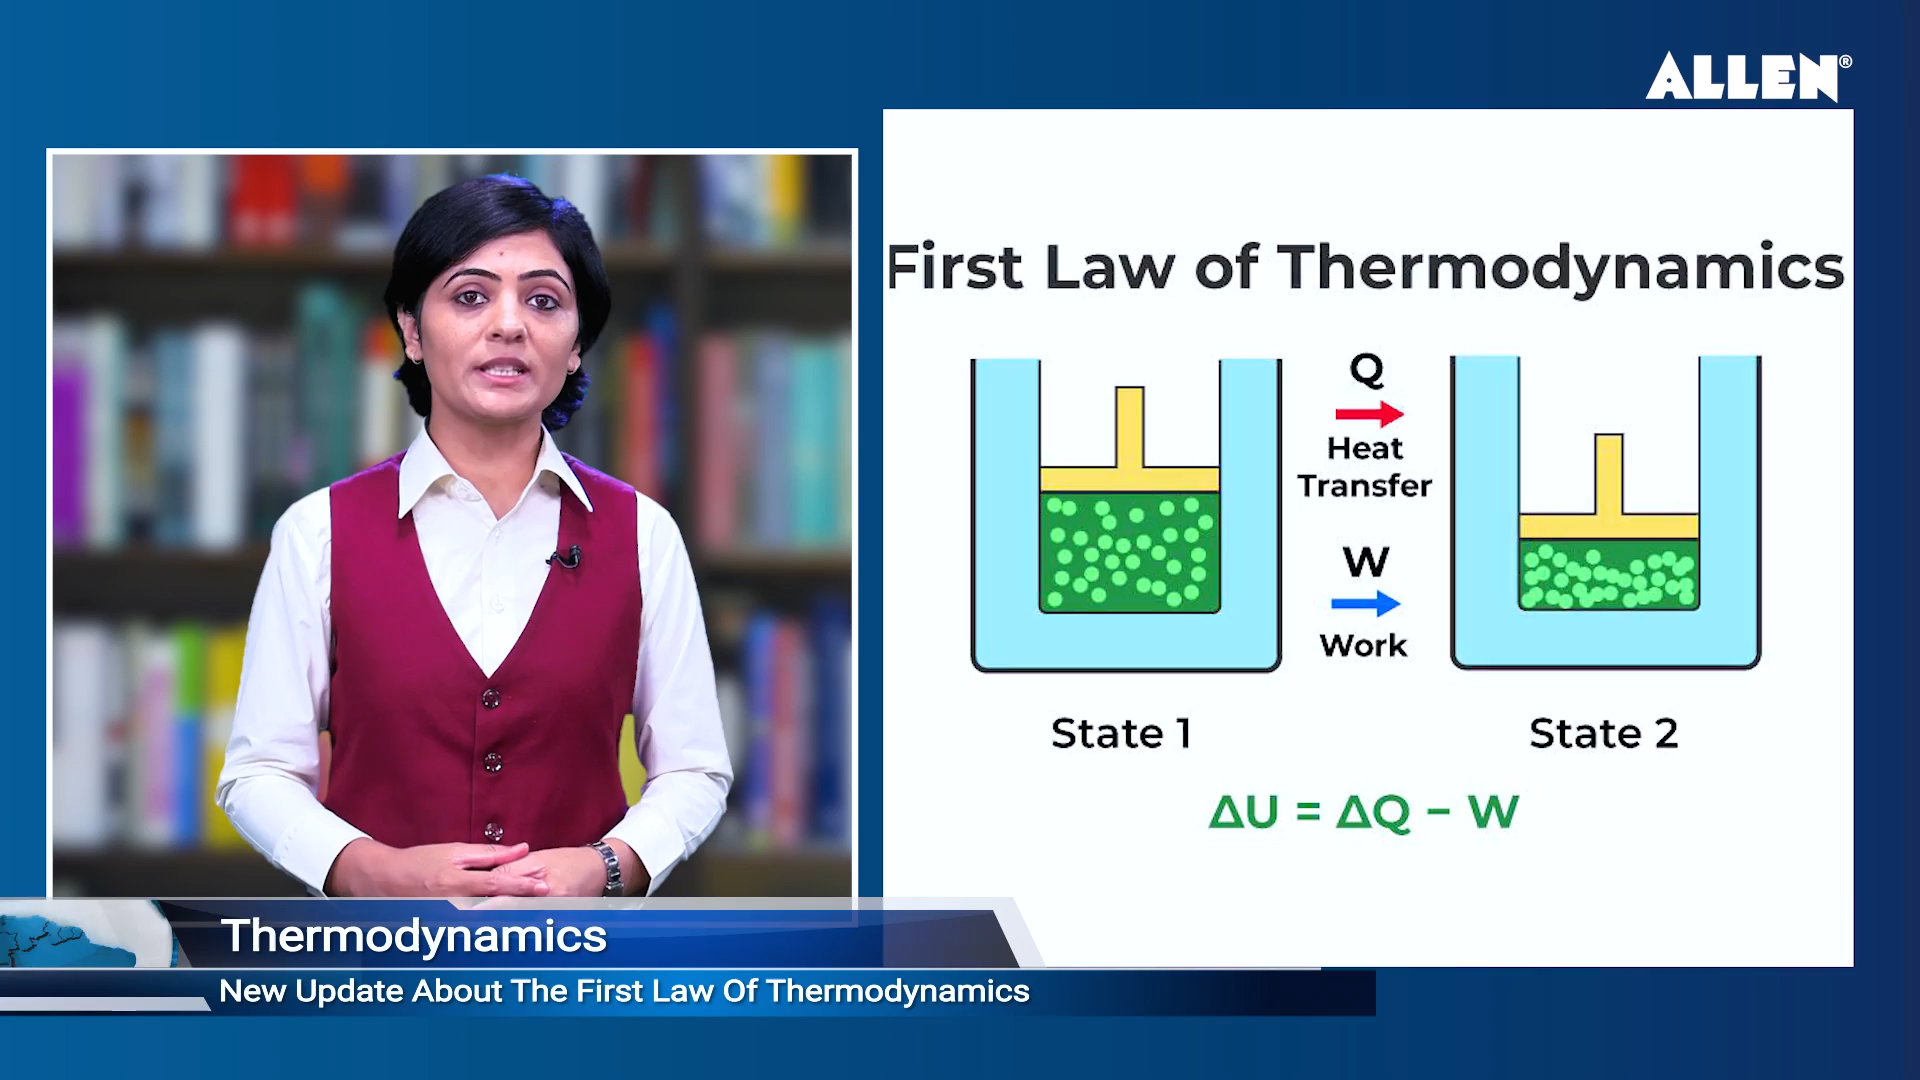 ALLEN®
First Law of Thermodynamics
Q
Heat
Transfer
W
Work
State 1
State 2
ΔU = ΔQ − W
Thermodynamics
New Update About The First Law Of Thermodynamics